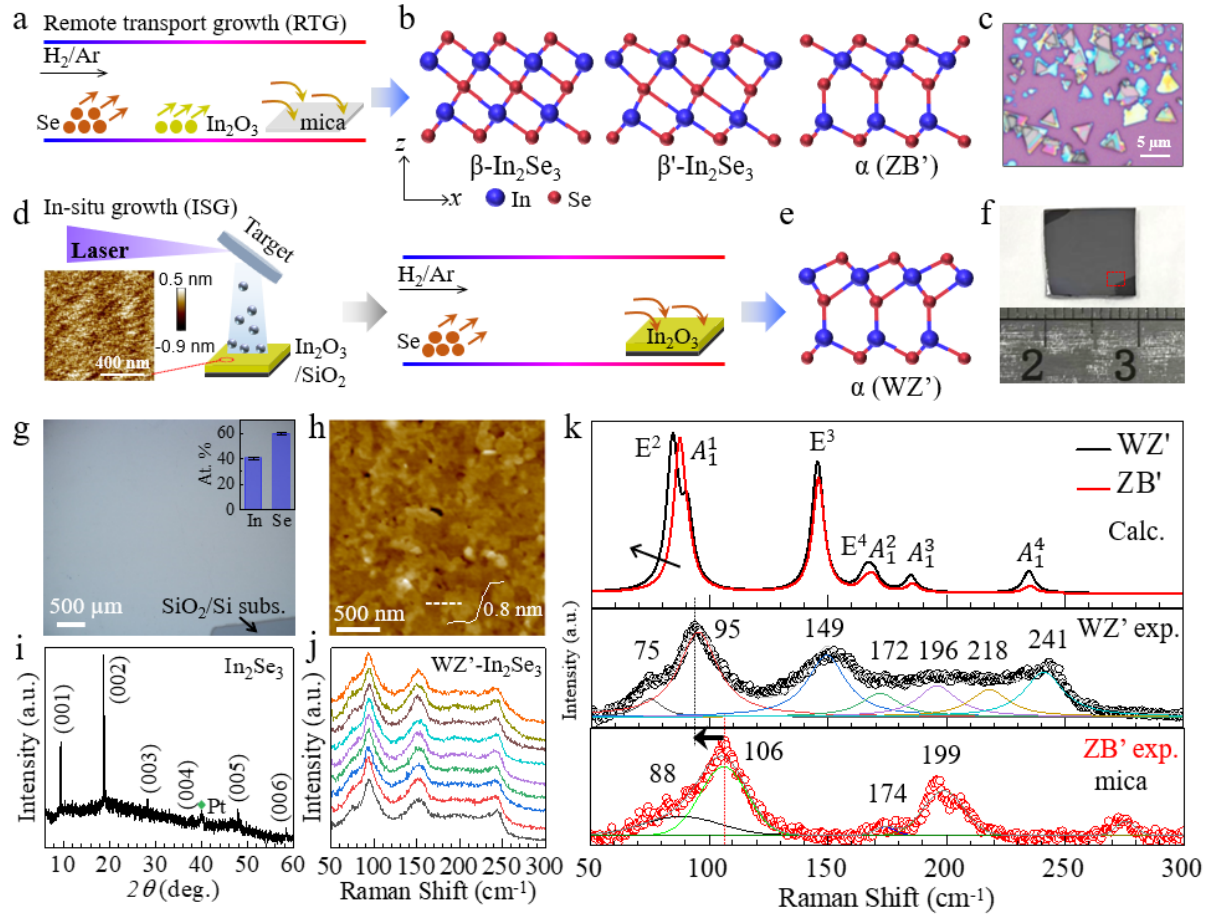 a
Remote transport growth (RTG)
H₂/Ar
Se
In₂O₃
mica
b
z
x
β-In₂Se₃
β'-In₂Se₃
α (ZB')
In
Se
c
5 μm
d
In-situ growth (ISG)
Laser
Target
0.5 nm
-0.9 nm
400 nm
In₂O₃
/SiO₂
H₂/Ar
Se
In₂O₃
e
α (WZ')
f
2
3
g
At. %
60
40
20
0
In
Se
500 μm
SiO₂/Si subs.
h
500 nm
0.8 nm
i
In₂Se₃
(001)
(002)
(003)
(004)
Pt
(005)
(006)
Intensity (a.u.)
10
20
30
40
50
60
2θ (deg.)
j
WZ'-In₂Se₃
Intensity (a.u.)
50
100
150
200
250
300
Raman Shift (cm⁻¹)
k
E²
A₁¹
E³
E⁴
A₁²
A₁³
A₁⁴
WZ'
ZB'
Calc.
Intensity (a.u.)
75
95
149
172
196
218
241
WZ' exp.
88
106
174
199
ZB' exp.
mica
50
100
150
200
250
300
Raman Shift (cm⁻¹)